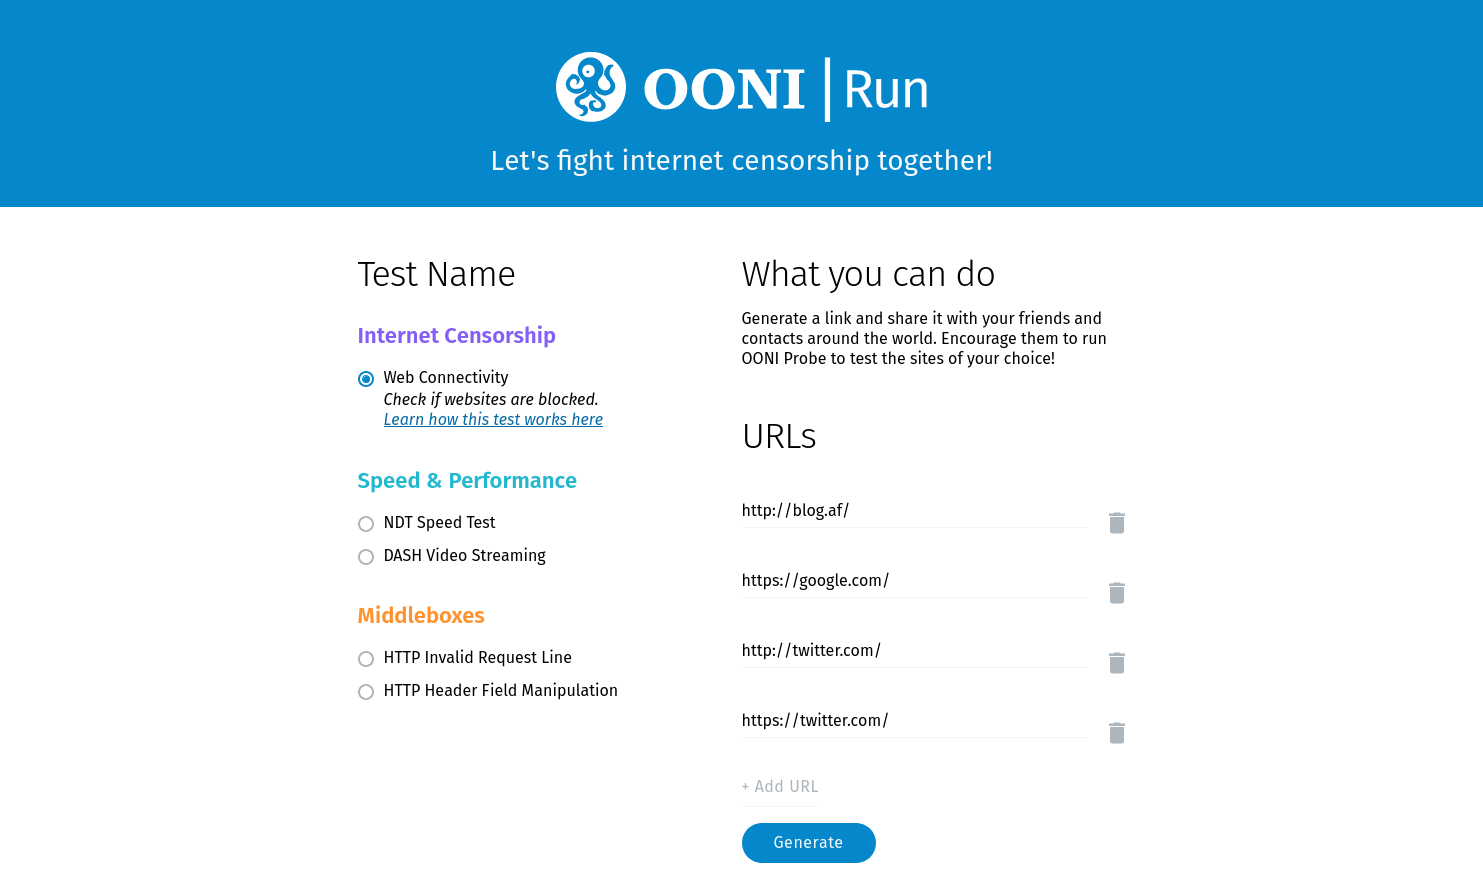 OONI | Run
Let's fight internet censorship together!
Test Name
Internet Censorship
Web Connectivity
Check if websites are blocked.
Learn how this test works here
Speed & Performance
NDT Speed Test
DASH Video Streaming
Middleboxes
HTTP Invalid Request Line
HTTP Header Field Manipulation
What you can do
Generate a link and share it with your friends and
contacts around the world. Encourage them to run
OONI Probe to test the sites of your choice!
URLs
http://blog.af/
https://google.com/
http://twitter.com/
https://twitter.com/
+ Add URL
Generate